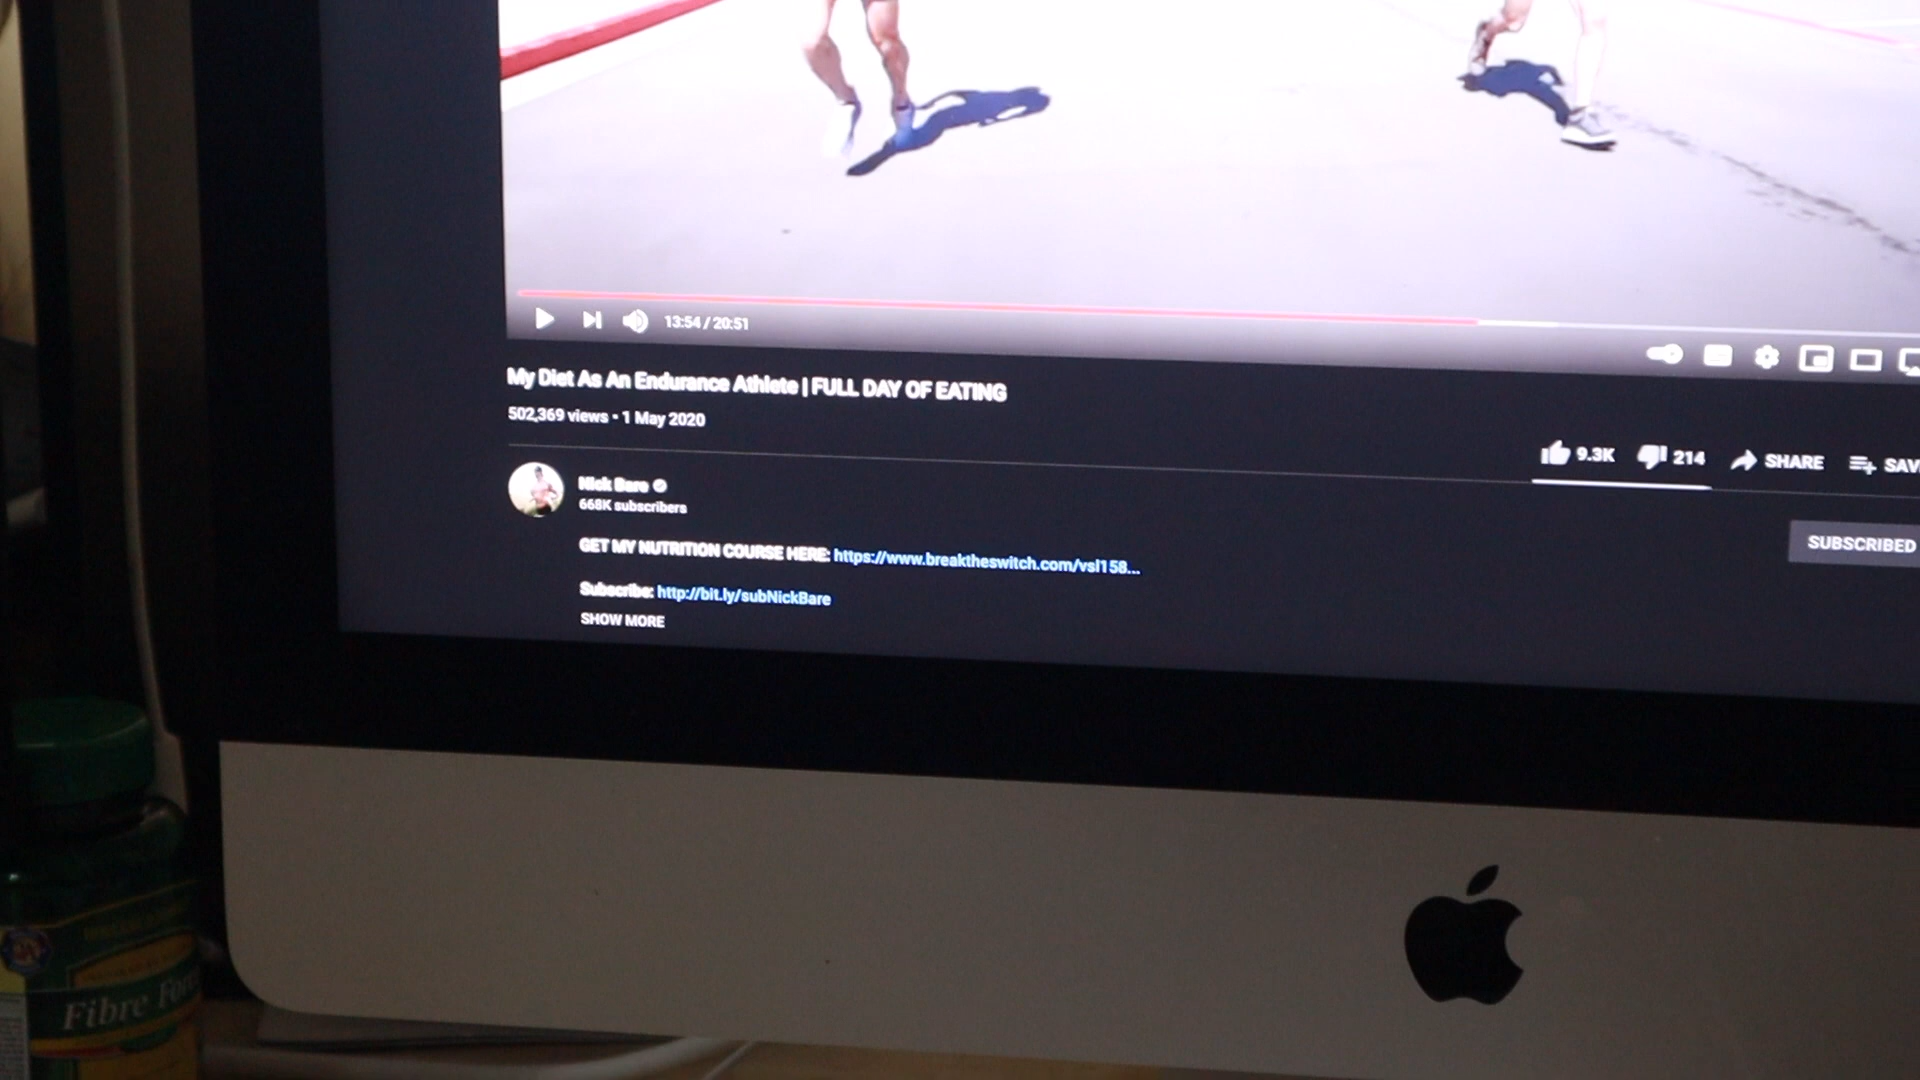 13:54 / 20:51
My Diet As An Endurance Athlete | FULL DAY OF EATING
502,369 views • 1 May 2020
9.3K 214 SHARE SAV
Nick Bare
668K subscribers
SUBSCRIBED
GET MY NUTRITION COURSE HERE: https://www.breaktheswitch.com/vsl158...
Subscribe: http://bit.ly/subNickBare
SHOW MORE
Fibre